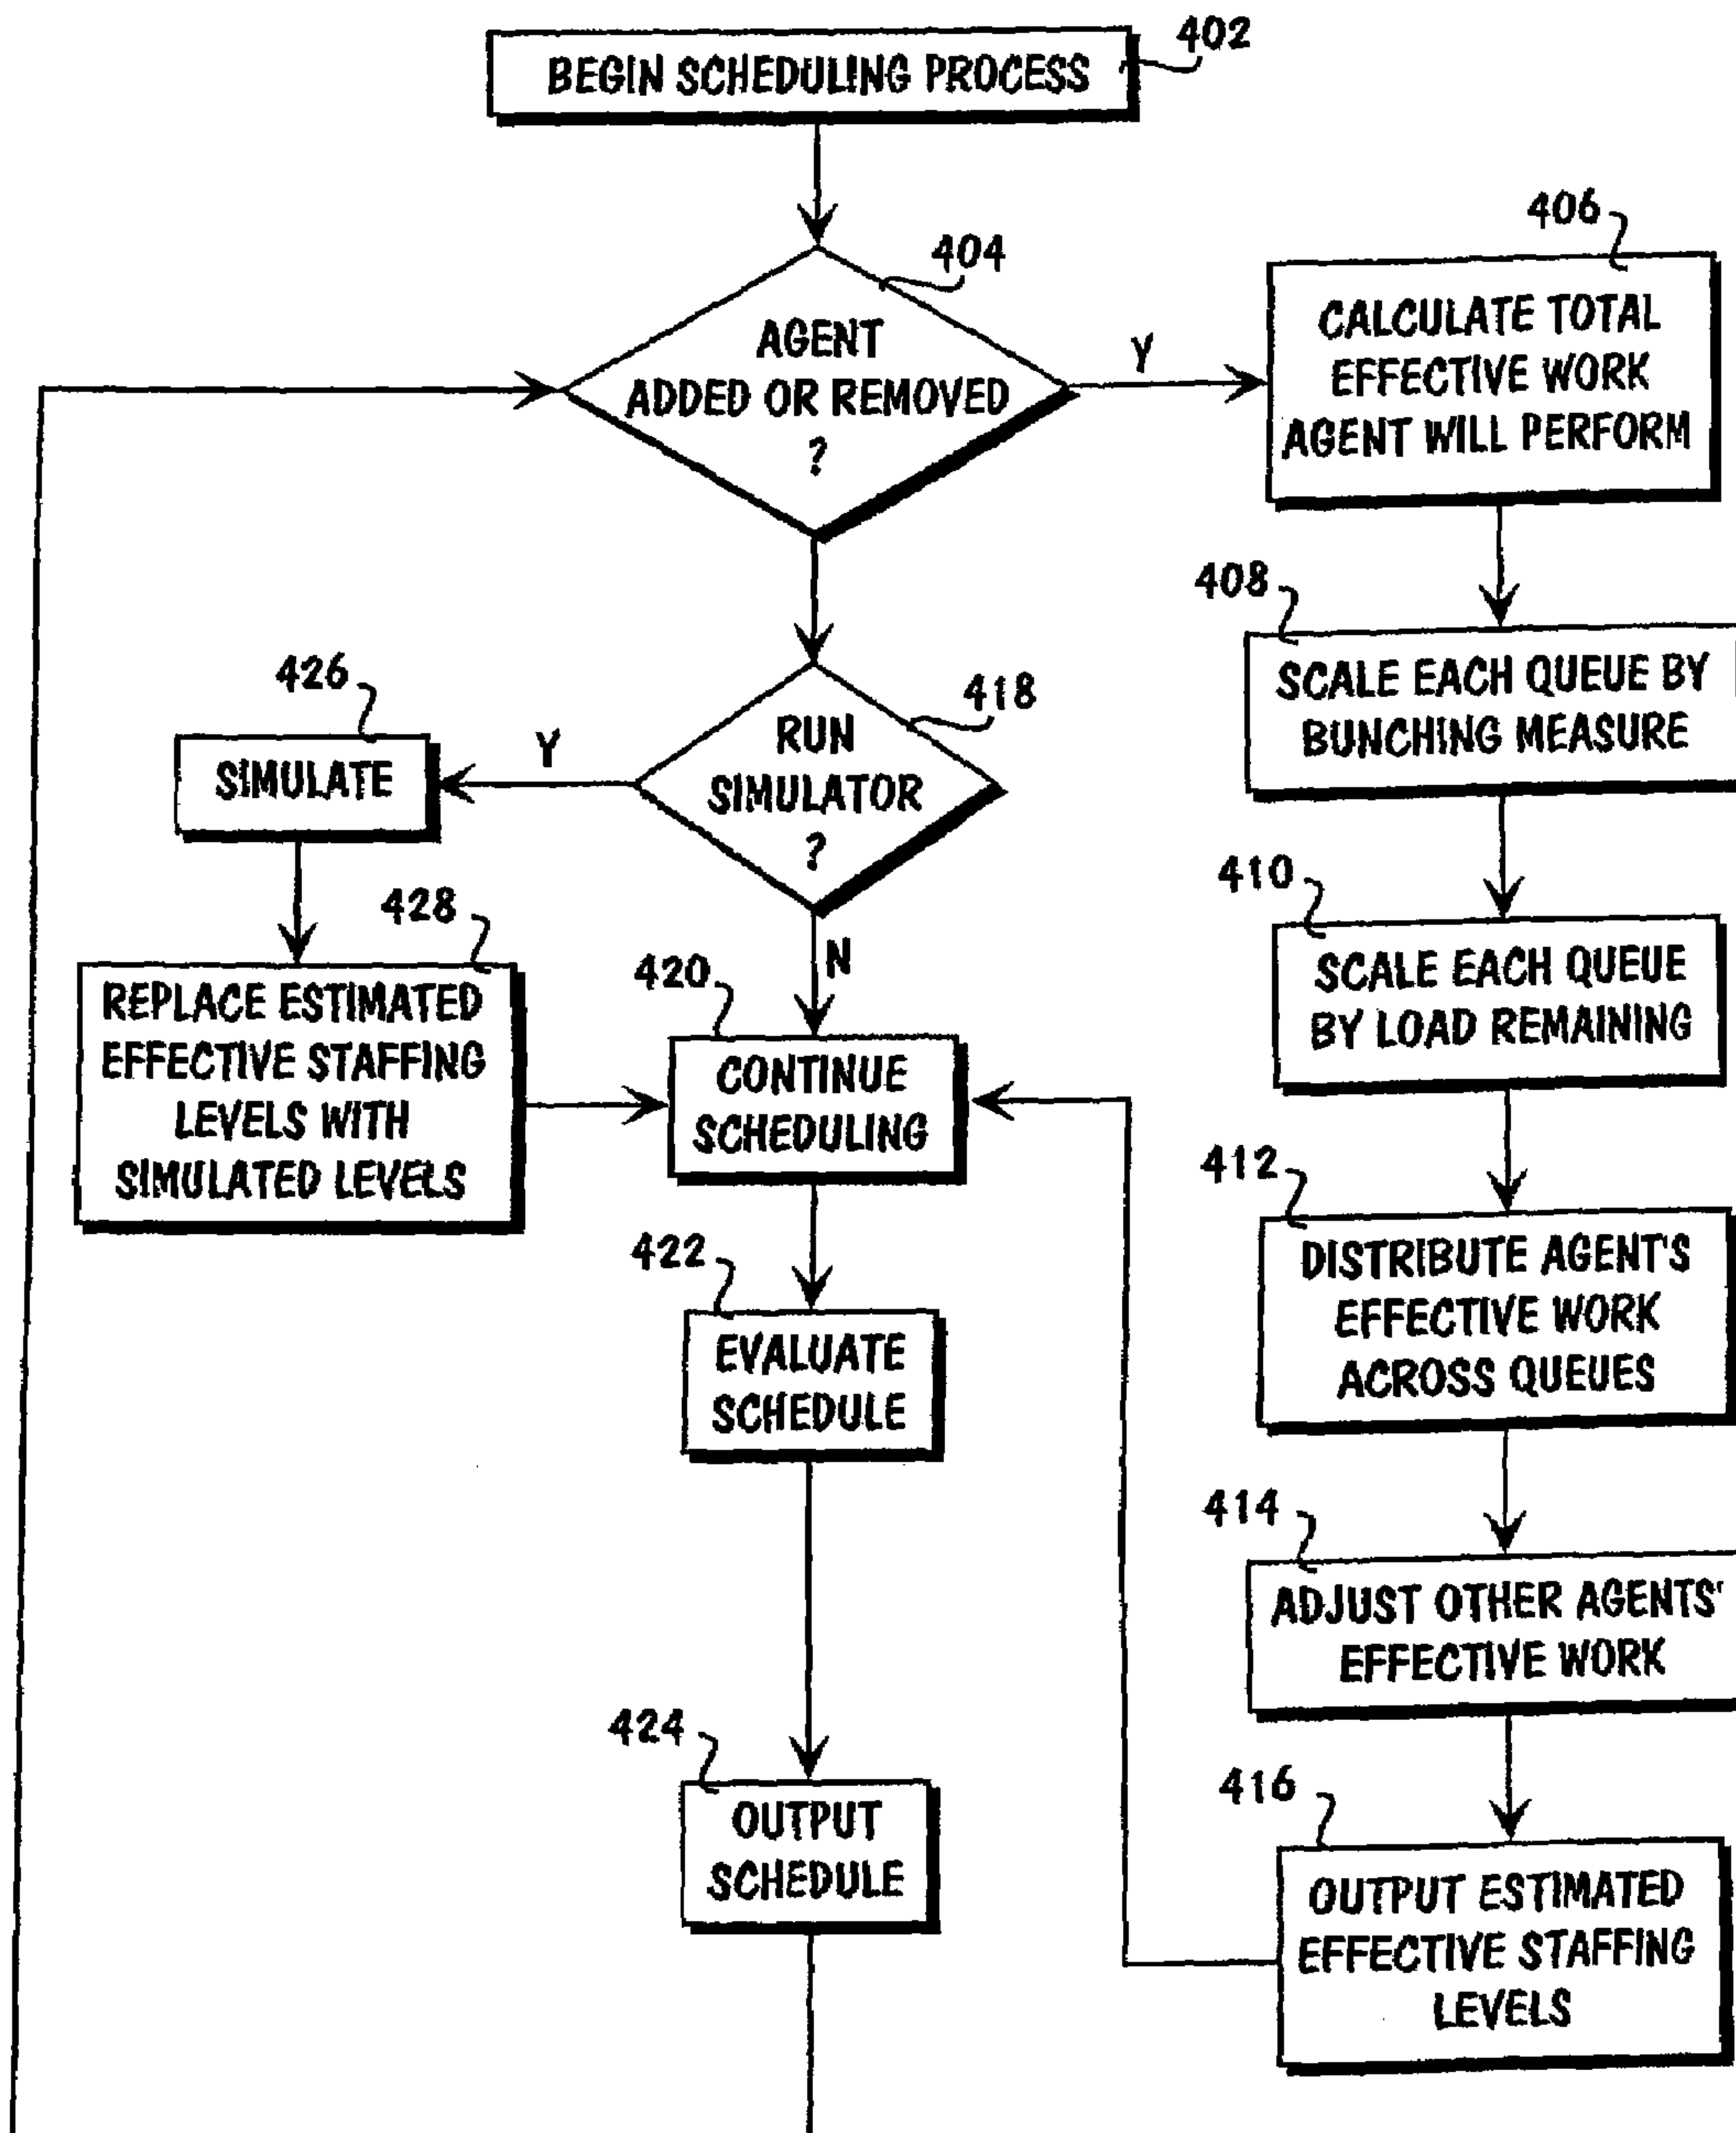 402
BEGIN SCHEDULING PROCESS
404
AGENT
ADDED OR REMOVED
?
Y
406
CALCULATE TOTAL
EFFECTIVE WORK
AGENT WILL PERFORM
408
SCALE EACH QUEUE BY
BUNCHING MEASURE
410
SCALE EACH QUEUE
BY LOAD REMAINING
412
DISTRIBUTE AGENT'S
EFFECTIVE WORK
ACROSS QUEUES
414
ADJUST OTHER AGENTS'
EFFECTIVE WORK
416
OUTPUT ESTIMATED
EFFECTIVE STAFFING
LEVELS
418
RUN
SIMULATOR
?
Y
N
426
SIMULATE
428
REPLACE ESTIMATED
EFFECTIVE STAFFING
LEVELS WITH
SIMULATED LEVELS
420
CONTINUE
SCHEDULING
422
EVALUATE
SCHEDULE
424
OUTPUT
SCHEDULE